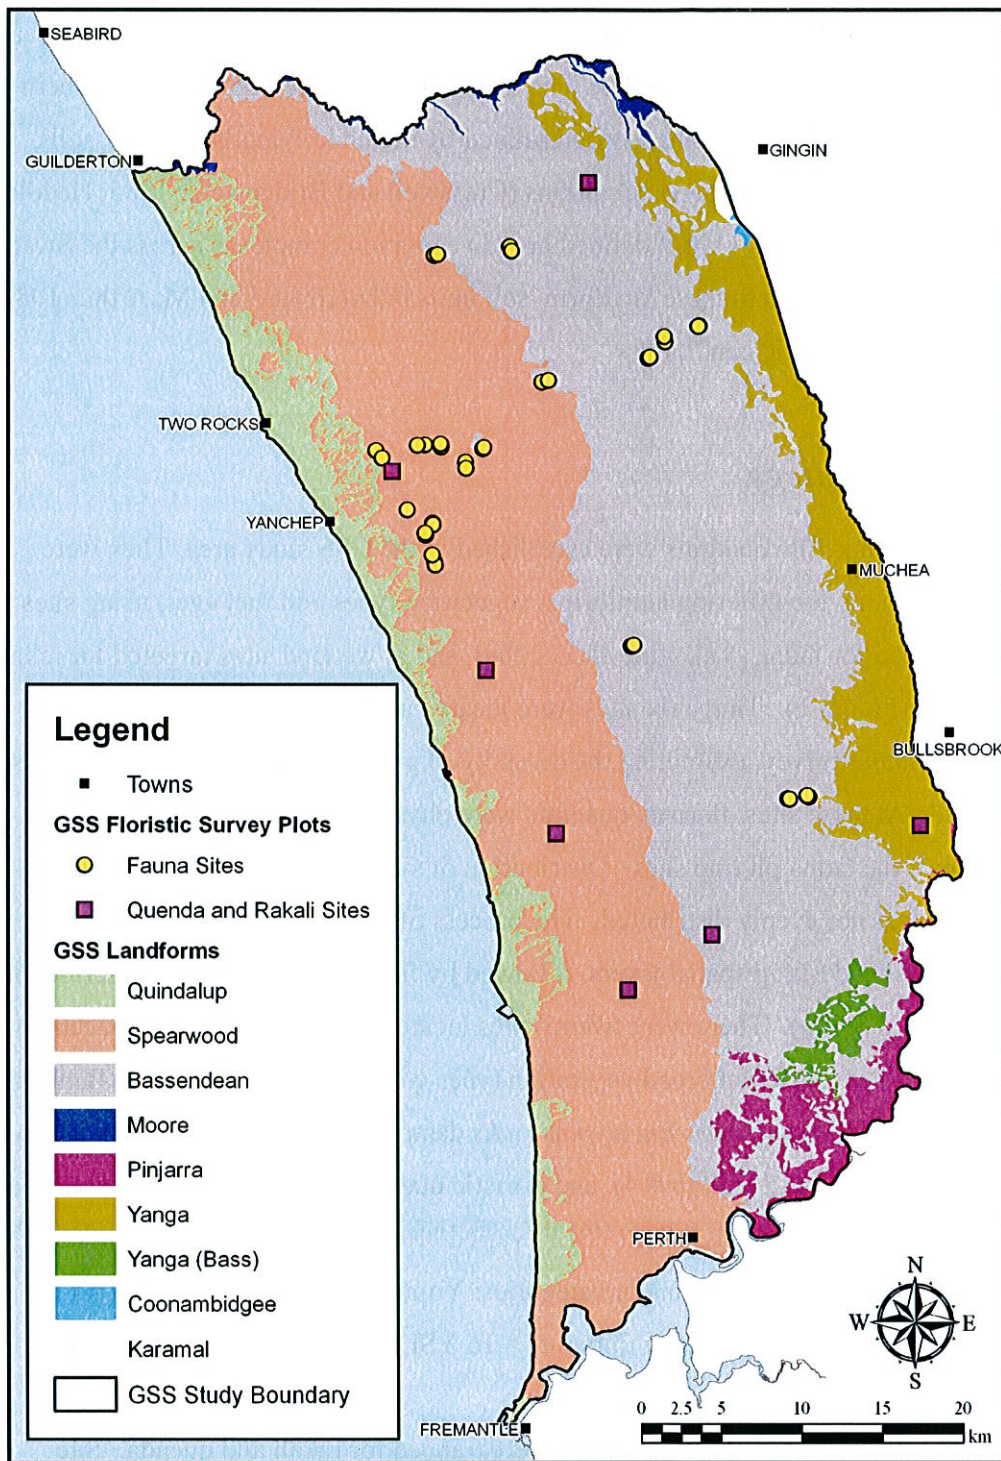 SEABIRD
GUILDERTON
GINGIN
TWO ROCKS
YANCHEP
MUCHEA
BULLSBROOK
Legend
Towns
GSS Floristic Survey Plots
Fauna Sites
Quenda and Rakali Sites
GSS Landforms
Quindalup
Spearwood
Bassendean
Moore
Pinjarra
Yanga
Yanga (Bass)
Coonambidgee
Karamal
GSS Study Boundary
PERTH
FREMANTLE
N
W E
S
0 2.5 5 10 15 20
km